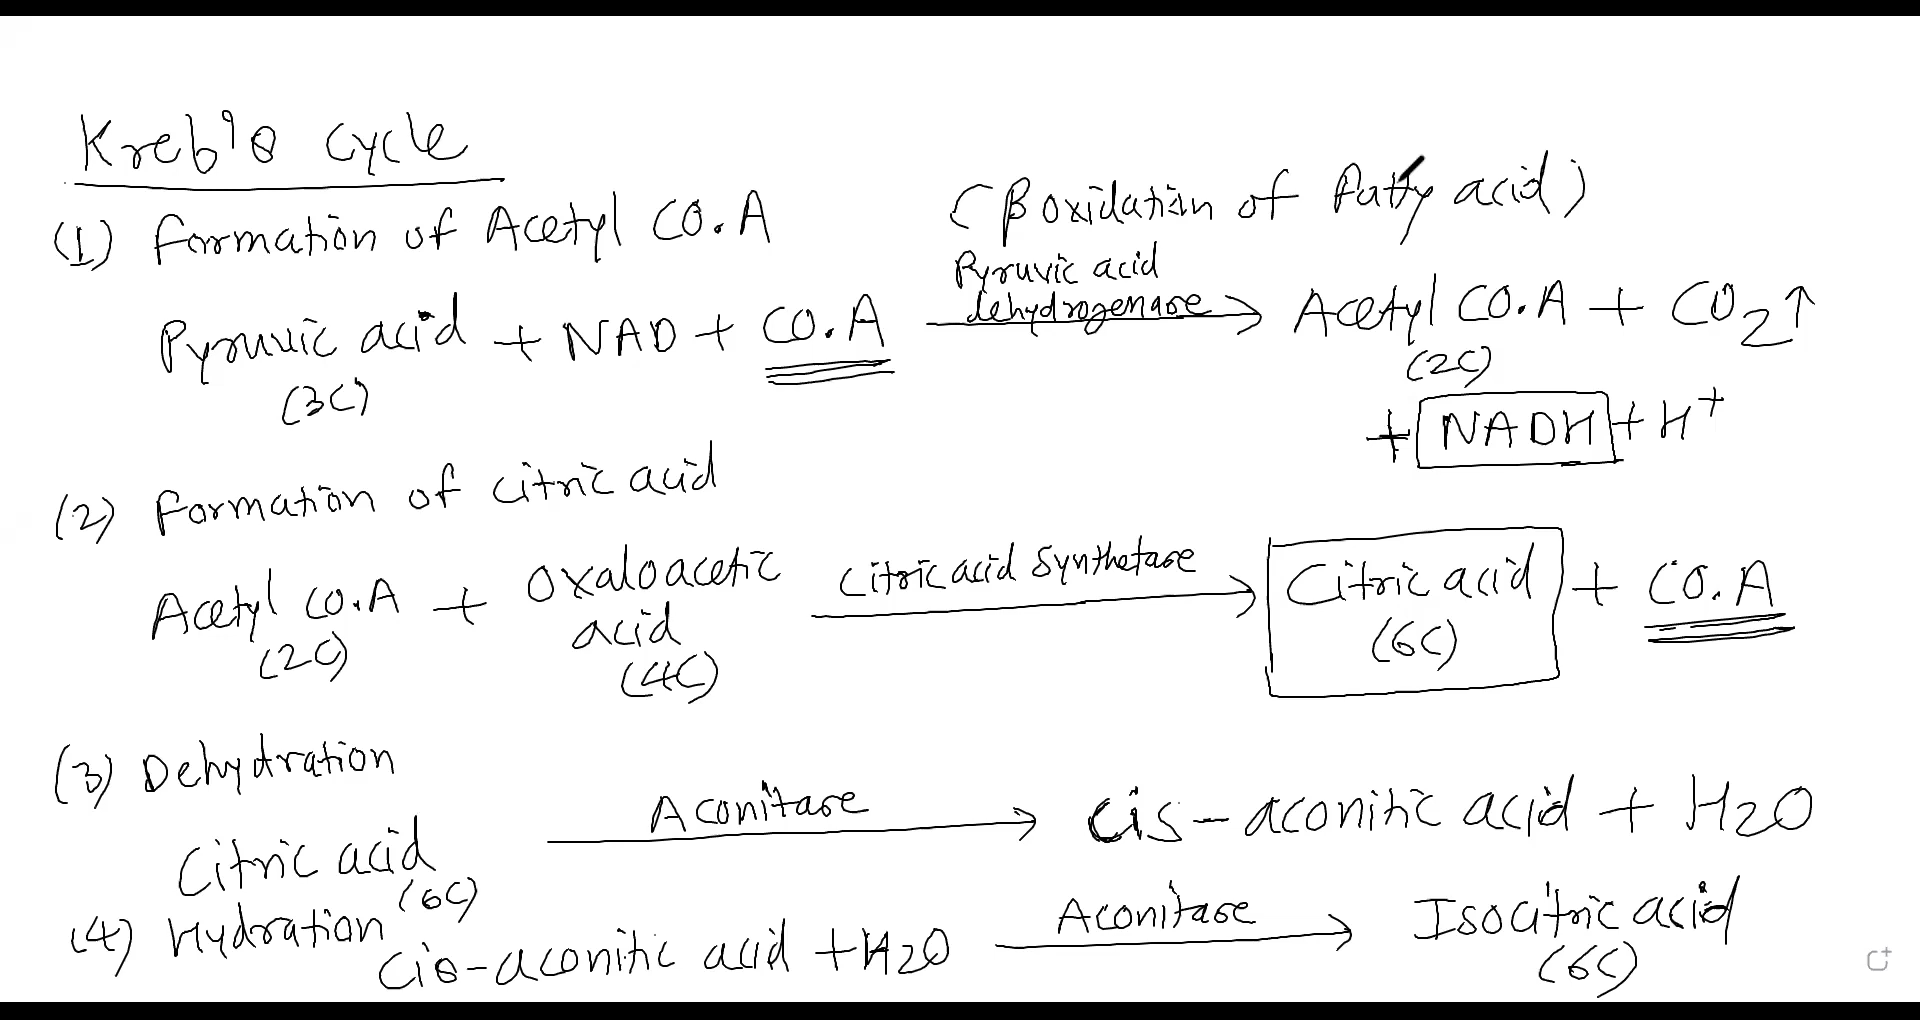 Kreb's cycle
(1) Formation of Acetyl CO.A (β oxidation of fatty acid)
Pyruvic acid + NAD + CO.A Pyruvic acid dehydrogenase → Acetyl CO.A + CO2↑
(3C) (2C)
+ NADH + H+
(2) Formation of citric acid
Acetyl CO.A + Oxaloacetic acid Citric acid Synthetase → Citric acid + CO.A
(2C) (4C) (6C)
(3) Dehydration
Citric acid Aconitase → Cis-aconitic acid + H2O
(6C)
(4) Hydration
Cis-aconitic acid + H2O Aconitase → Isocitric acid
(6C)